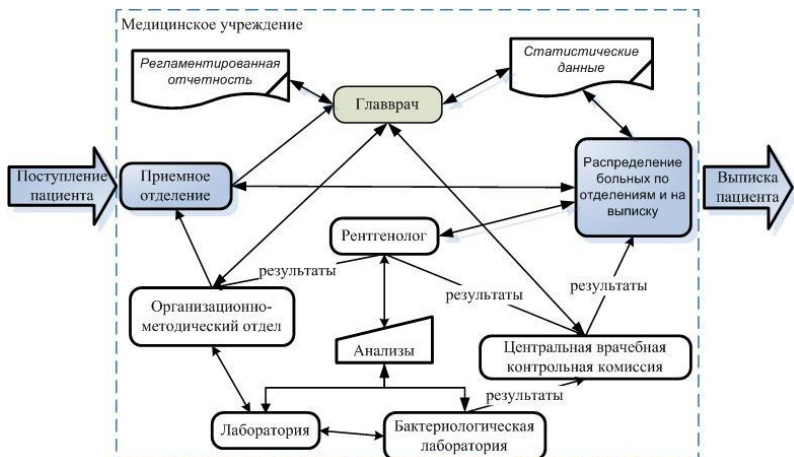 Медицинское учреждение
Регламентированная
отчетность
Статистические
данные
Главврач
Поступление
пациента
Приемное
отделение
Распределение
больных по
отделениям и на
выписку
Выписка
пациента
Рентгенолог
результаты
результаты
результаты
Организационно-
методический отдел
Анализы
Центральная врачебная
контрольная комиссия
результаты
Лаборатория
Бактериологическая
лаборатория